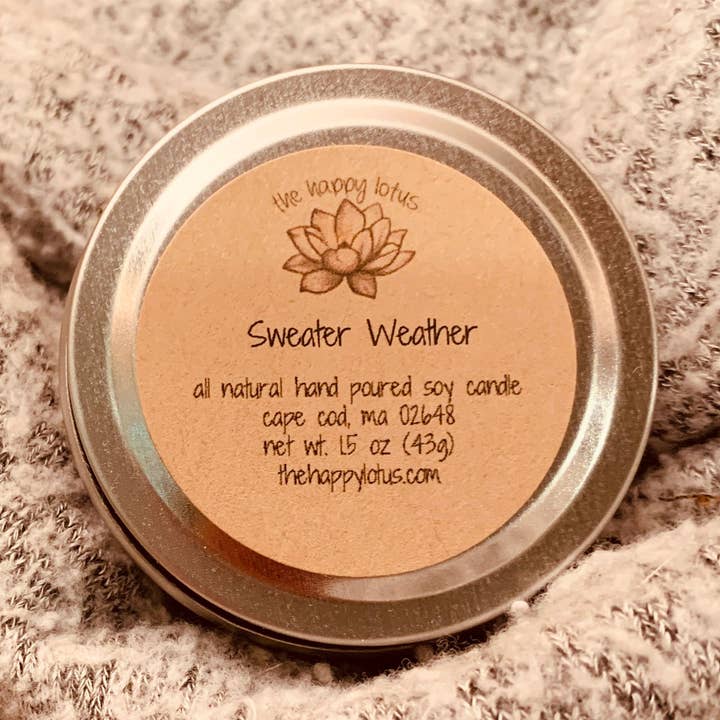 the happy lotus
Sweater Weather
all natural hand poured soy candle
cape cod, ma 02648
net wt. 1.5 oz (43g)
thehappylotus.com